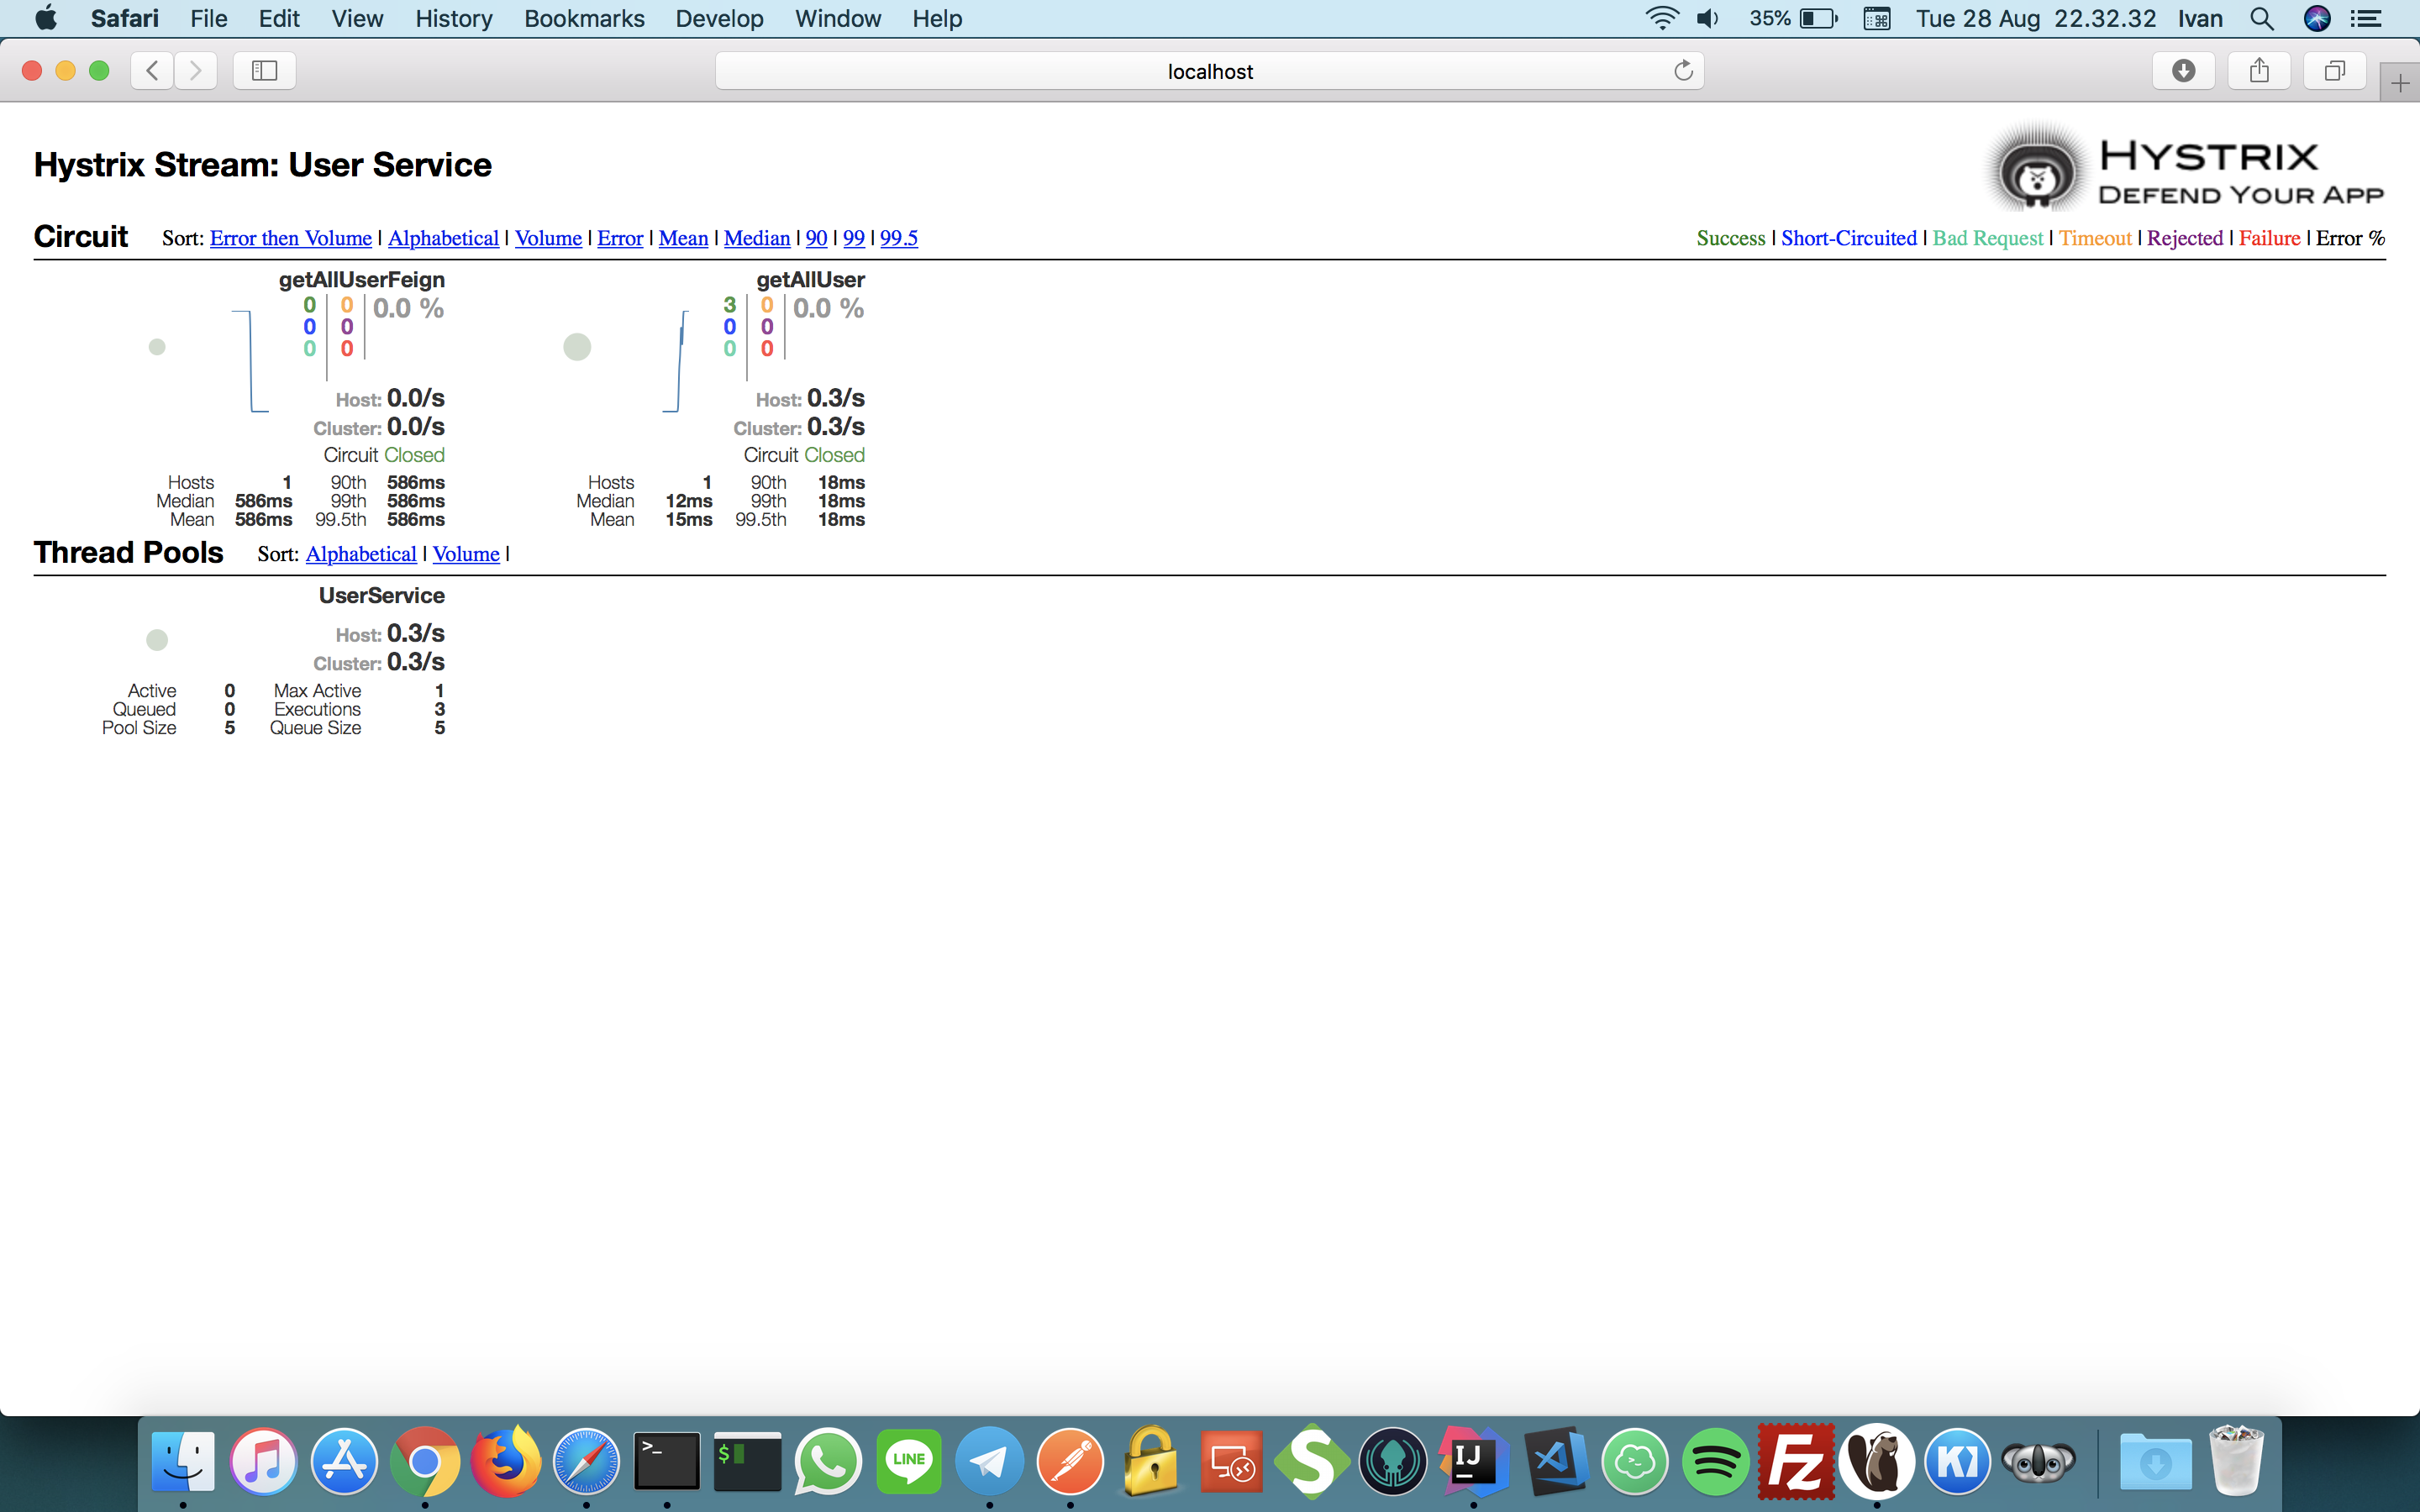 Safari File Edit View History Bookmarks Develop Window Help 35% Tue 28 Aug 22.32.32 Ivan
localhost
Hystrix Stream: User Service
HYSTRIX
DEFEND YOUR APP
Circuit Sort: Error then Volume | Alphabetical | Volume | Error | Mean | Median | 90 | 99 | 99.5
Success | Short-Circuited | Bad Request | Timeout | Rejected | Failure | Error %
getAllUserFeign
0 0 0.0 %
0 0
0 0
Host: 0.0/s
Cluster: 0.0/s
Circuit Closed
Hosts 1 90th 586ms
Median 586ms 99th 586ms
Mean 586ms 99.5th 586ms
getAllUser
3 0 0.0 %
0 0
0 0
Host: 0.3/s
Cluster: 0.3/s
Circuit Closed
Hosts 1 90th 18ms
Median 12ms 99th 18ms
Mean 15ms 99.5th 18ms
Thread Pools Sort: Alphabetical | Volume |
UserService
Host: 0.3/s
Cluster: 0.3/s
Active 0 Max Active 1
Queued 0 Executions 3
Pool Size 5 Queue Size 5
>_ $ LINE S IJ >_ Fz KI